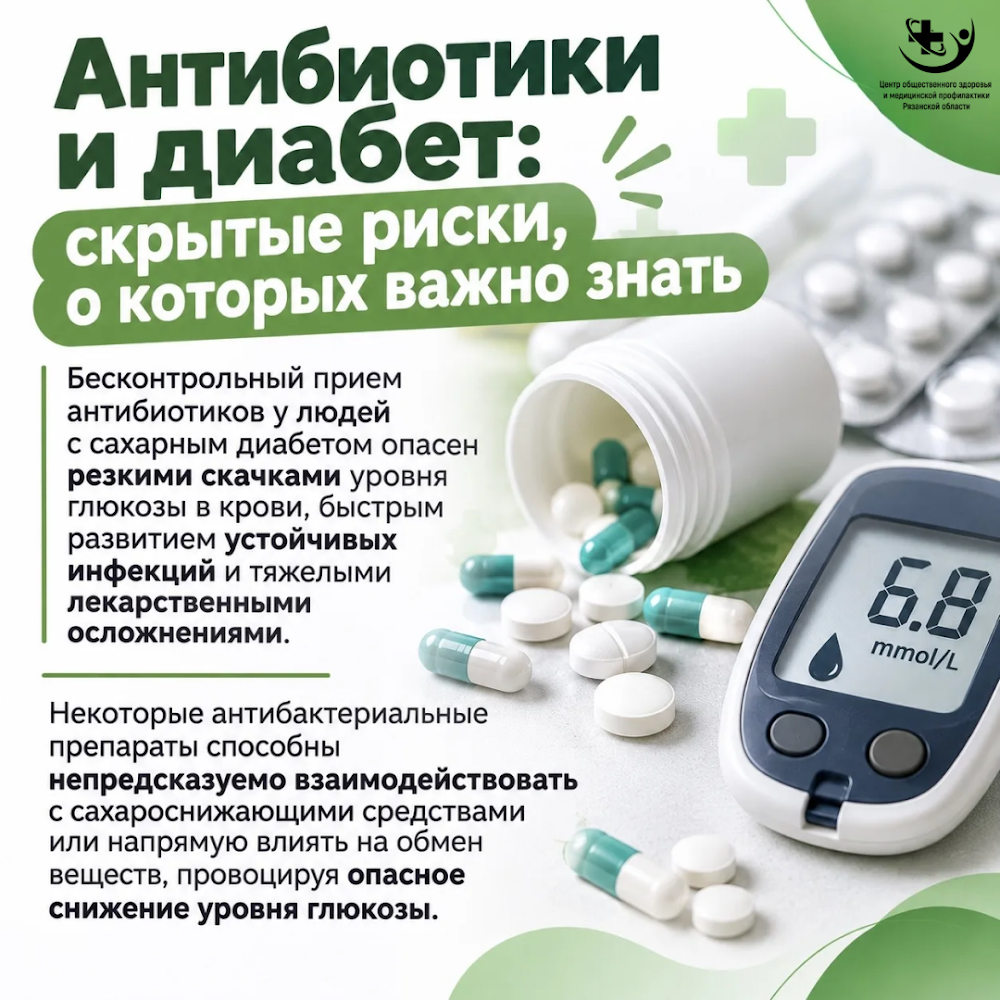 Антибиотики
и диабет:
скрытые риски,
о которых важно знать
Центр общественного здоровья
и медицинской профилактики
Рязанской области
Бесконтрольный прием
антибиотиков у людей
с сахарным диабетом опасен
резкими скачками уровня
глюкозы в крови, быстрым
развитием устойчивых
инфекций и тяжелыми
лекарственными
осложнениями.
Некоторые антибактериальные
препараты способны
непредсказуемо взаимодействовать
с сахароснижающими средствами
или напрямую влиять на обмен
веществ, провоцируя опасное
снижение уровня глюкозы.
6.8
mmol/L